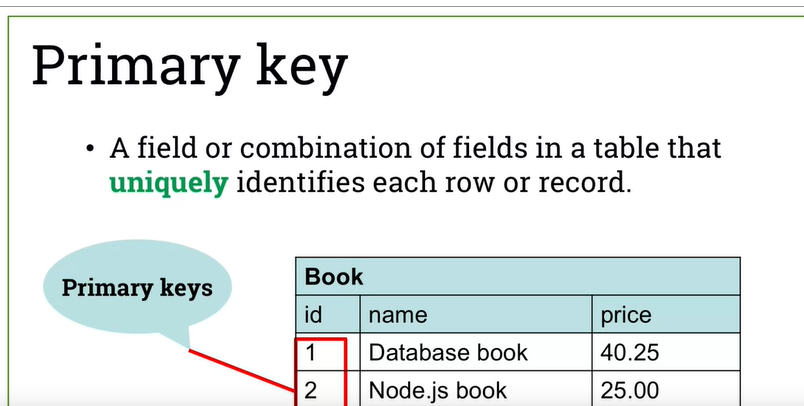 Primary key
• A field or combination of fields in a table that
uniquely identifies each row or record.
Primary keys
Book
id name price
1 Database book 40.25
2 Node.js book 25.00